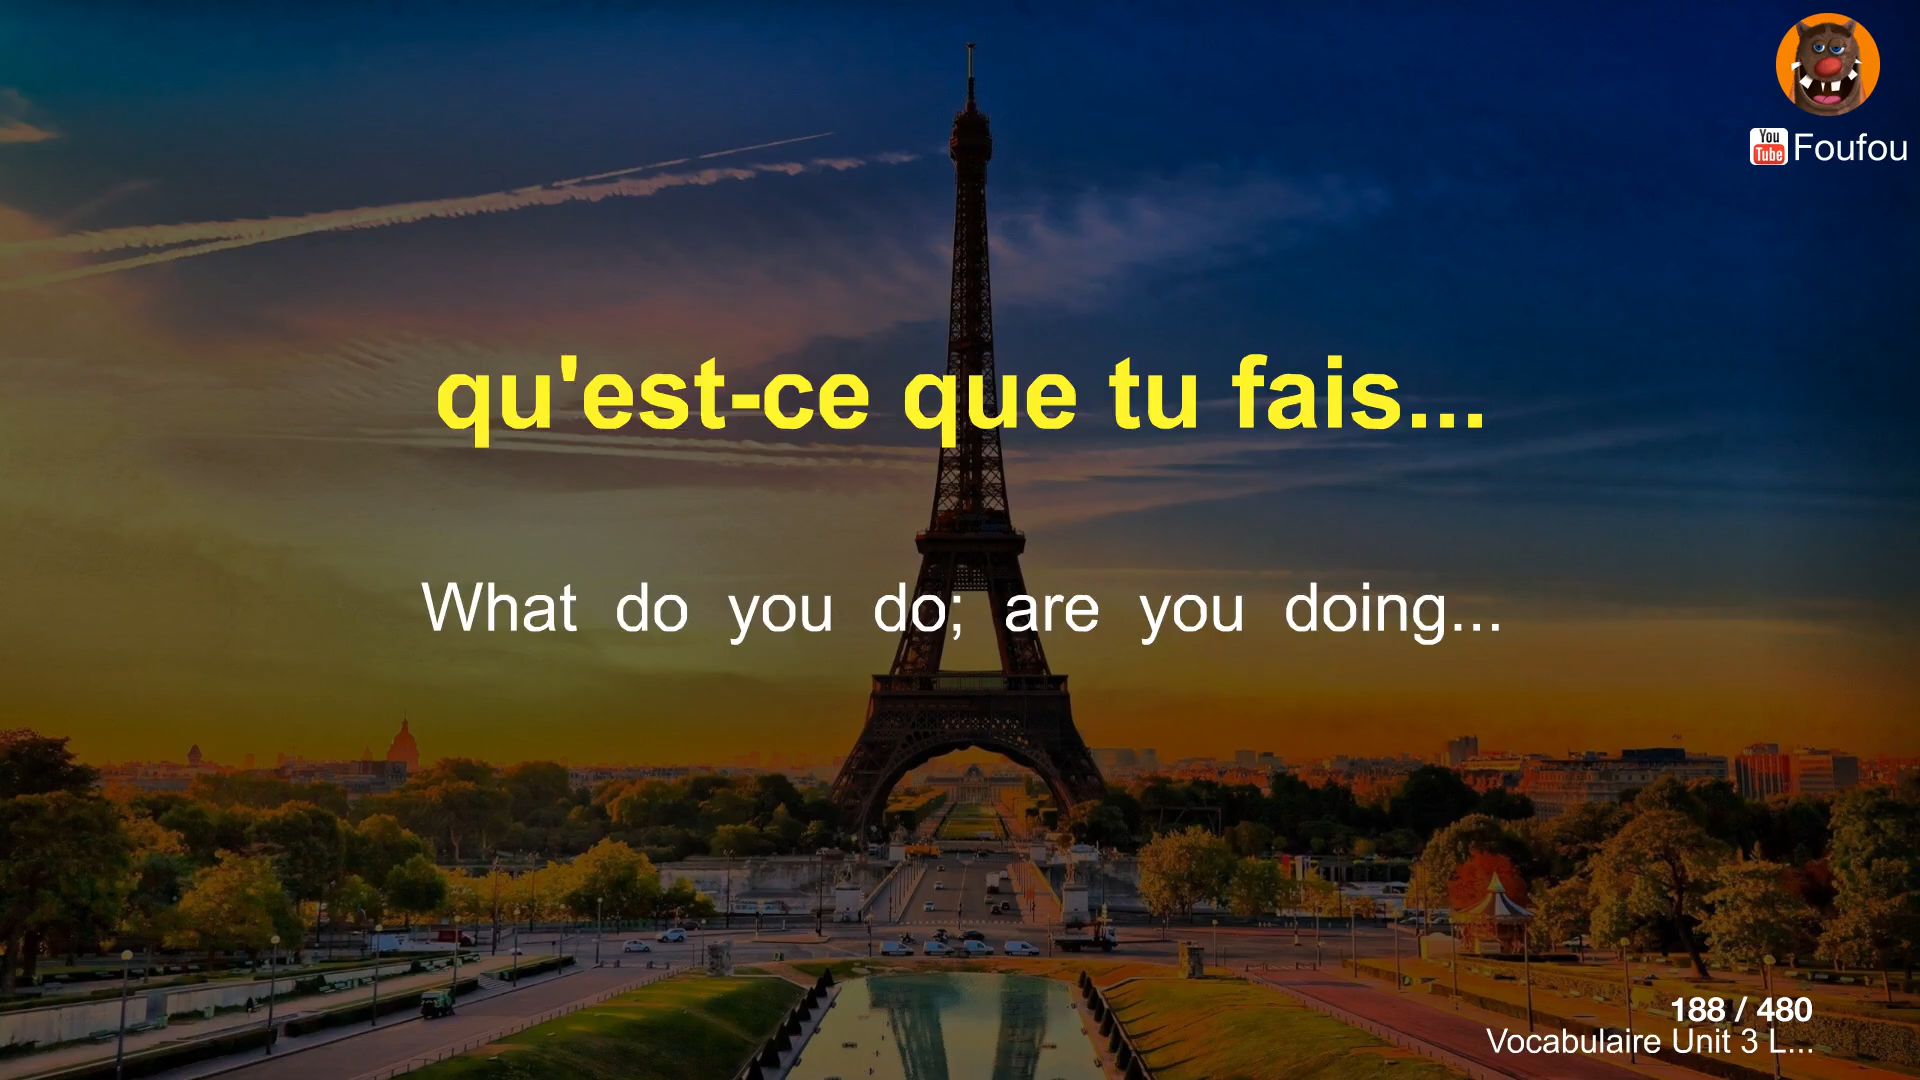 You
Tube Foufou
qu'est-ce que tu fais...
What do you do; are you doing...
188 / 480
Vocabulaire Unit 3 L...